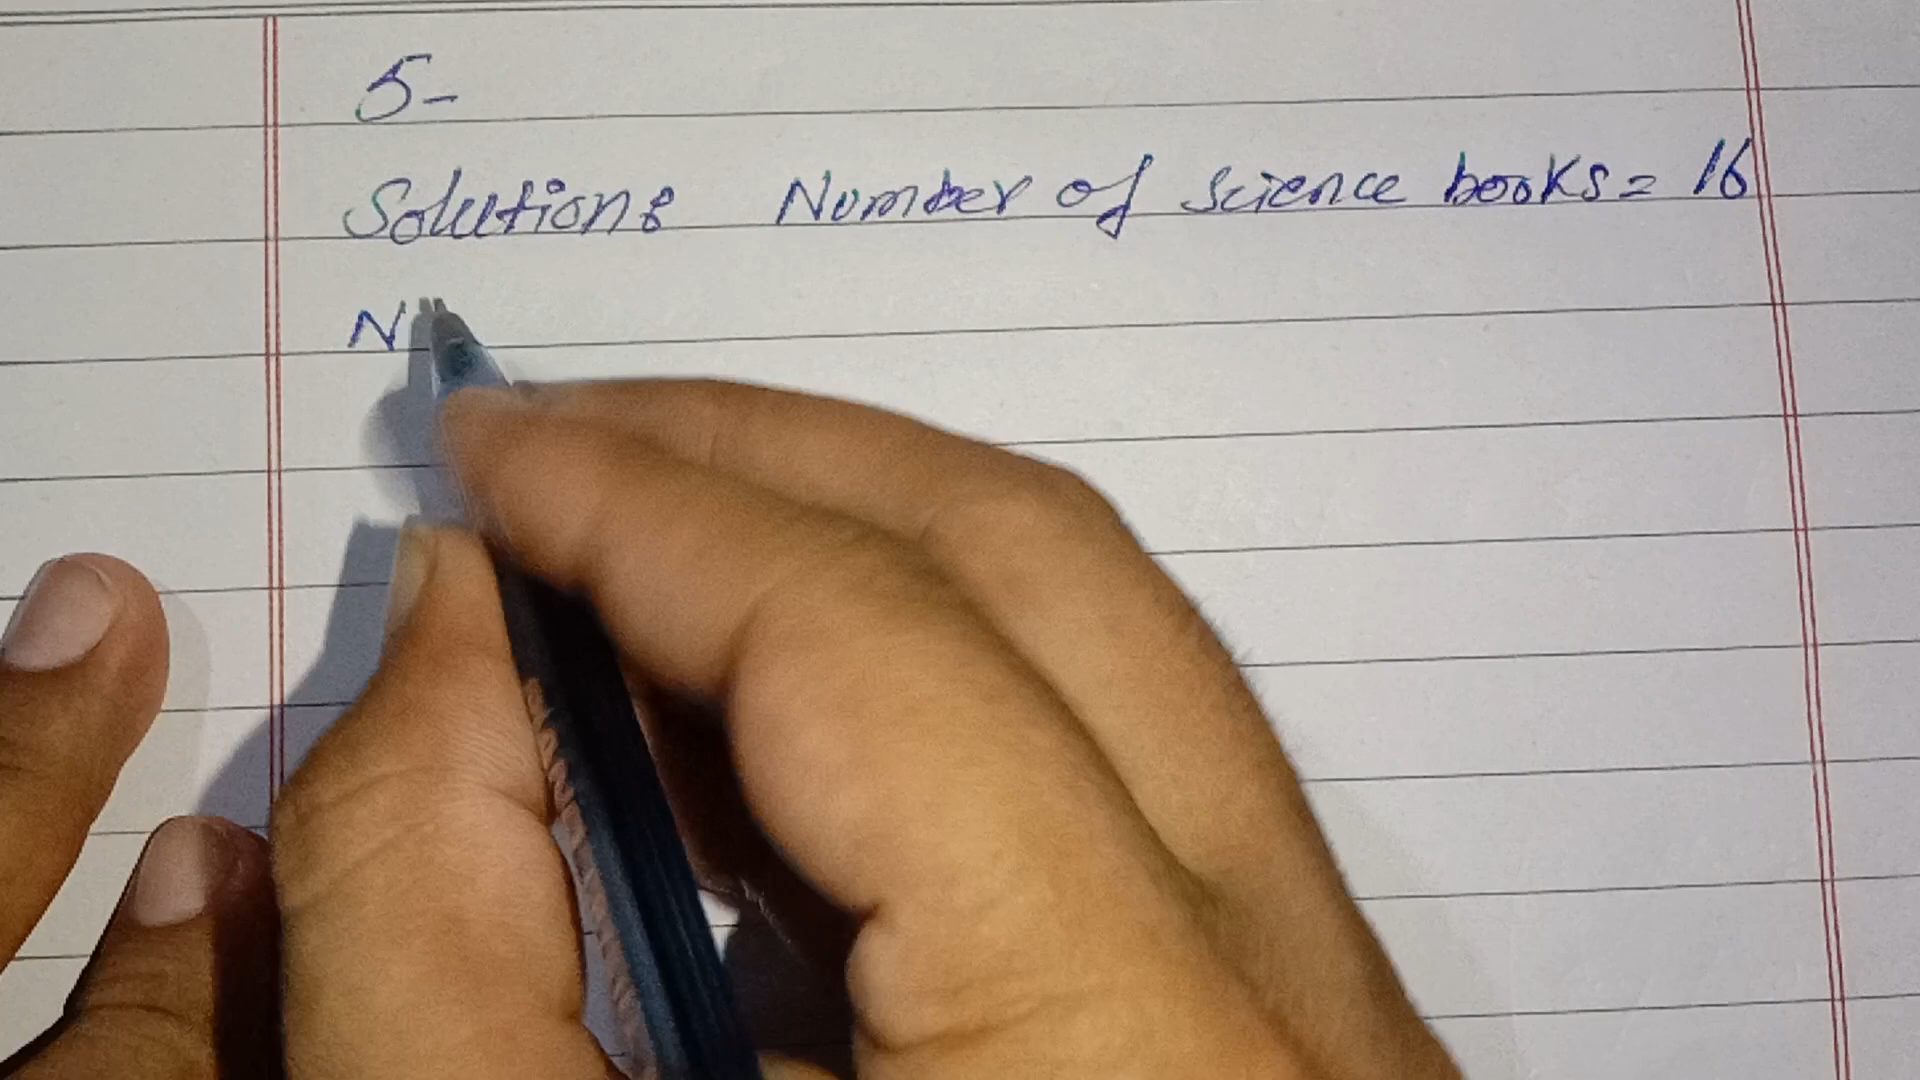 5-
Solution: Number of Science books = 16
N